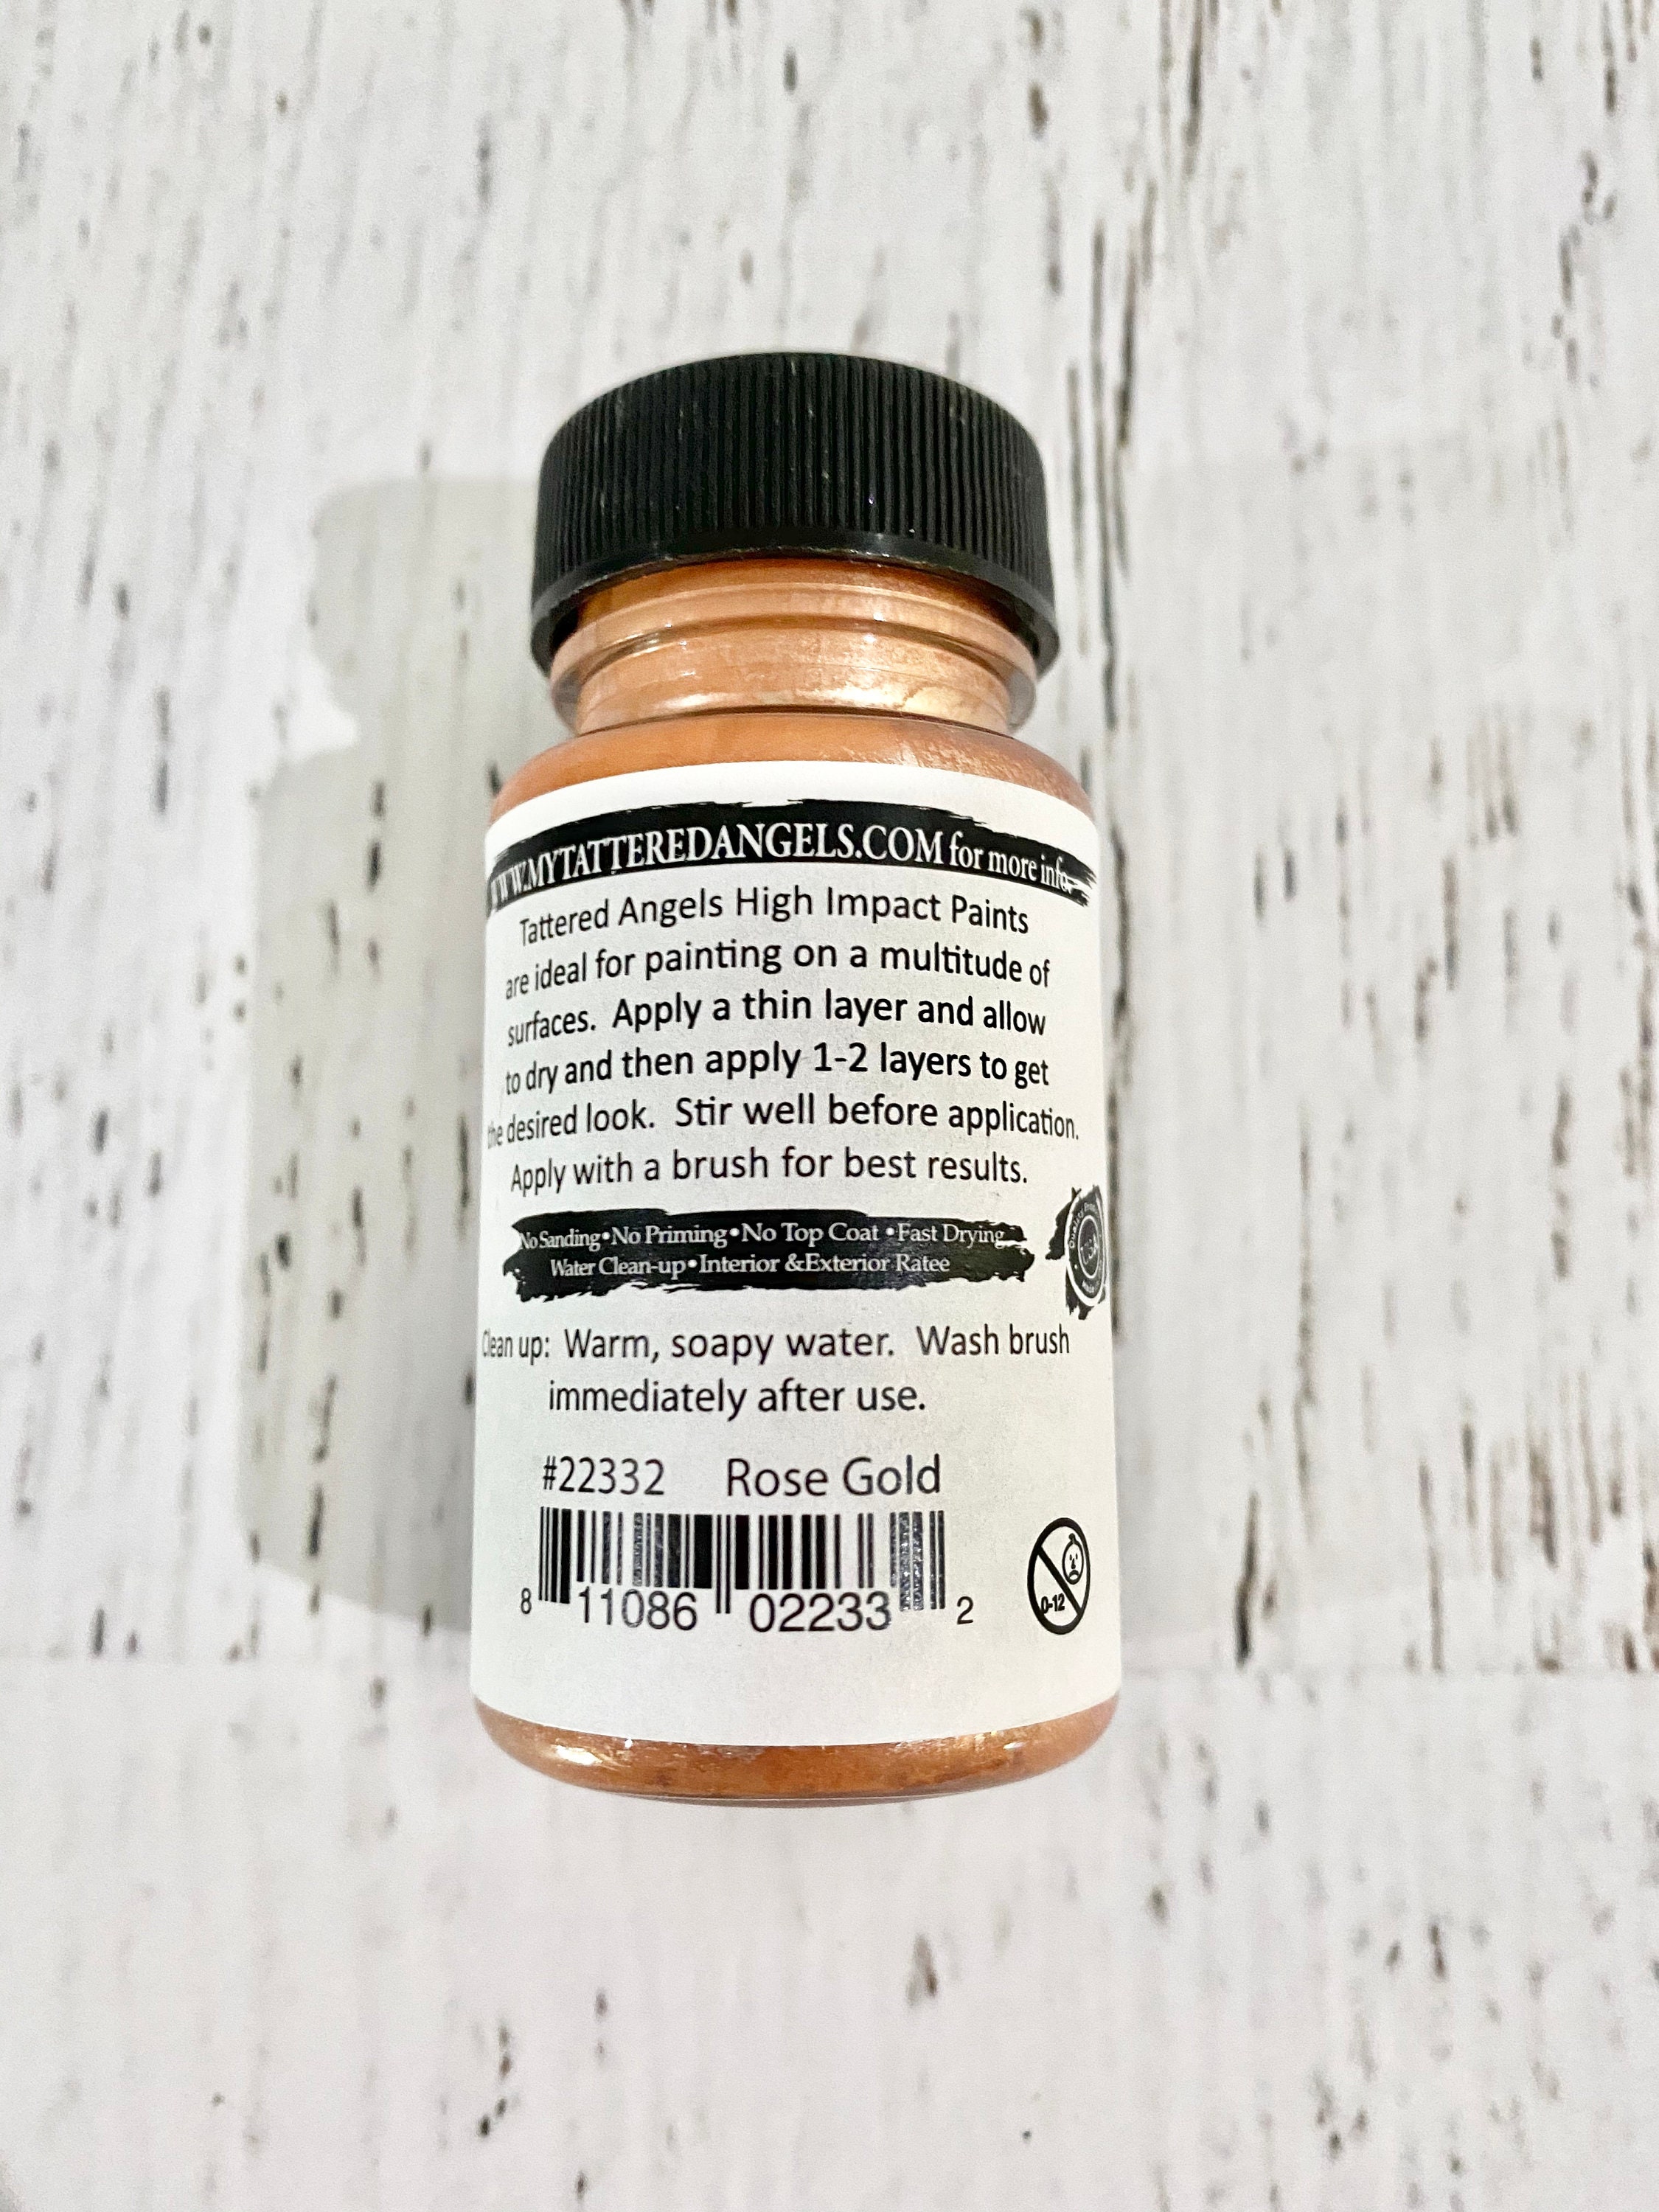 WWW.MYTATTEREDANGELS.COM for more info.
Tattered Angels High Impact Paints
are ideal for painting on a multitude of
surfaces. Apply a thin layer and allow
to dry and then apply 1-2 layers to get
the desired look. Stir well before application.
Apply with a brush for best results.
No Sanding•No Priming•No Top Coat •Fast Drying
Water Clean-up•Interior &Exterior Ratee
Clean up: Warm, soapy water. Wash brush
immediately after use.
#22332 Rose Gold
8 11086 02233 2
0-12